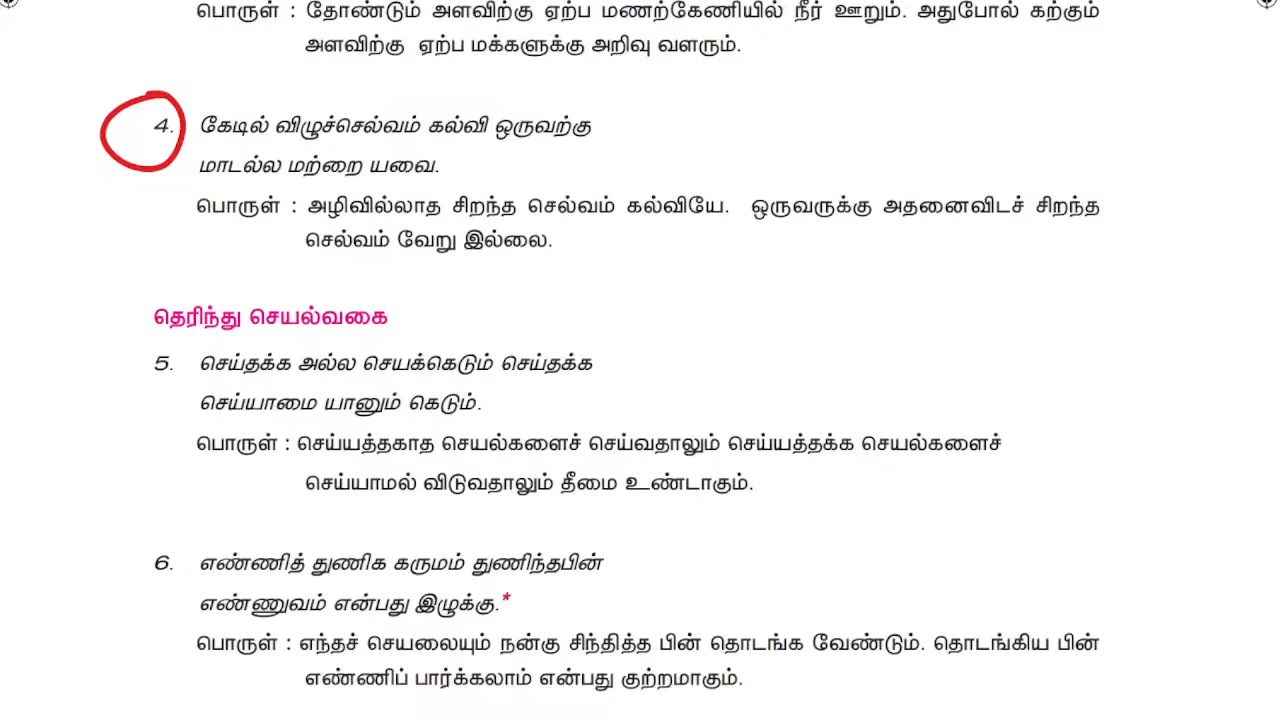 பொருள் : தோண்டும் அளவிற்கு ஏற்ப மணற்கேணியில் நீர் ஊறும். அதுபோல் கற்கும்
அளவிற்கு ஏற்ப மக்களுக்கு அறிவு வளரும்.
4. கேடில் விழுச்செல்வம் கல்வி ஒருவற்கு
மாடல்ல மற்றை யவை.
பொருள் : அழிவில்லாத சிறந்த செல்வம் கல்வியே. ஒருவருக்கு அதனைவிடச் சிறந்த
செல்வம் வேறு இல்லை.
தெரிந்து செயல்வகை
5. செய்தக்க அல்ல செயக்கெடும் செய்தக்க
செய்யாமை யானும் கெடும்.
பொருள் : செய்யத்தகாத செயல்களைச் செய்வதாலும் செய்யத்தக்க செயல்களைச்
செய்யாமல் விடுவதாலும் தீமை உண்டாகும்.
6. எண்ணித் துணிக கருமம் துணிந்தபின்
எண்ணுவம் என்பது இழுக்கு.*
பொருள் : எந்தச் செயலையும் நன்கு சிந்தித்த பின் தொடங்க வேண்டும். தொடங்கிய பின்
எண்ணிப் பார்க்கலாம் என்பது குற்றமாகும்.